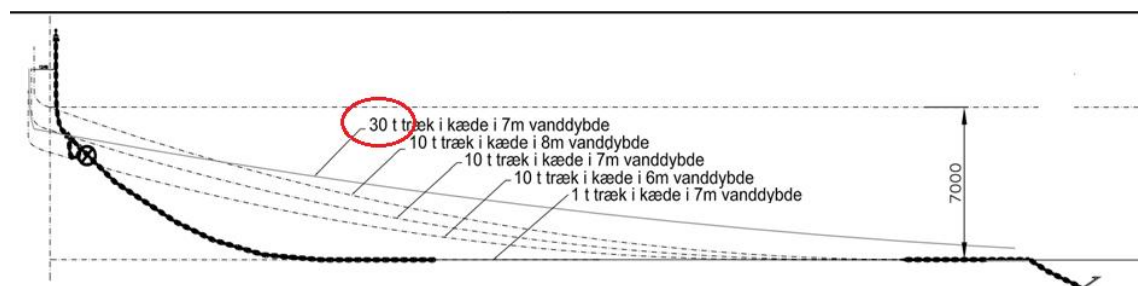 30 t træk i kæde i 7m vanddybde
10 t træk i kæde i 8m vanddybde
10 t træk i kæde i 7m vanddybde
10 t træk i kæde i 6m vanddybde
1 t træk i kæde i 7m vanddybde
7000